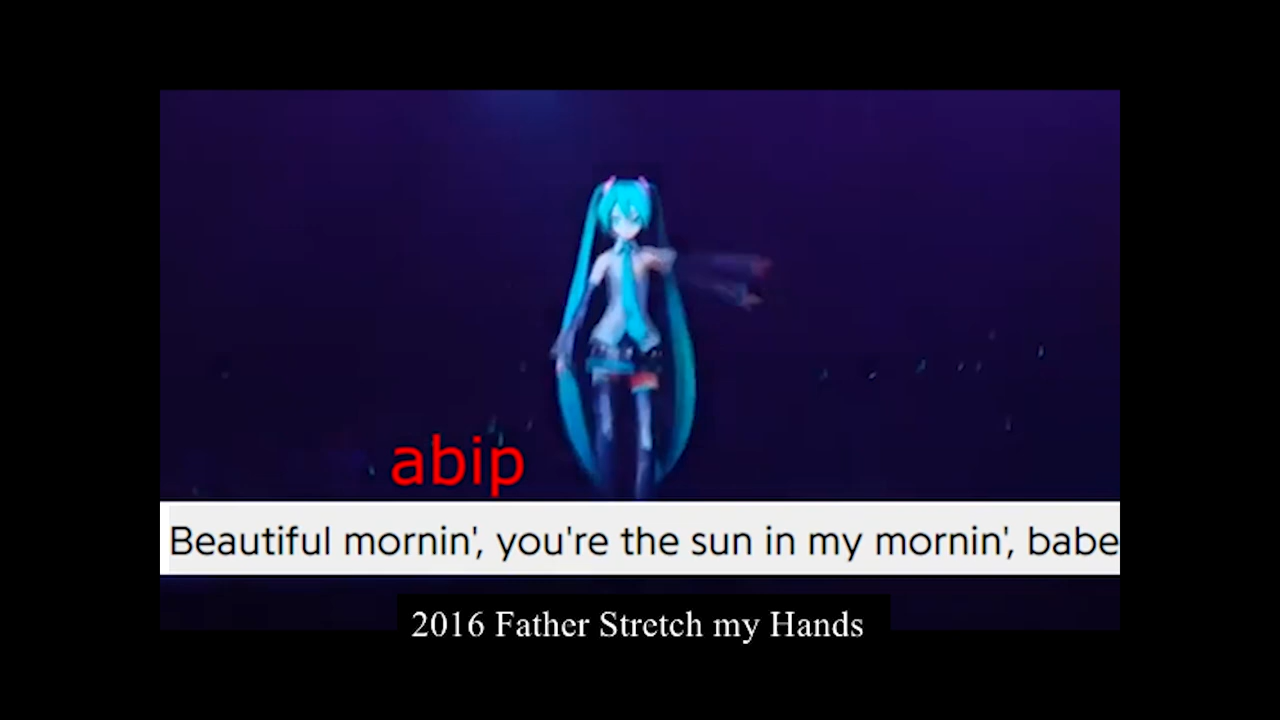 abip
Beautiful mornin', you're the sun in my mornin', babe
2016 Father Stretch my Hands